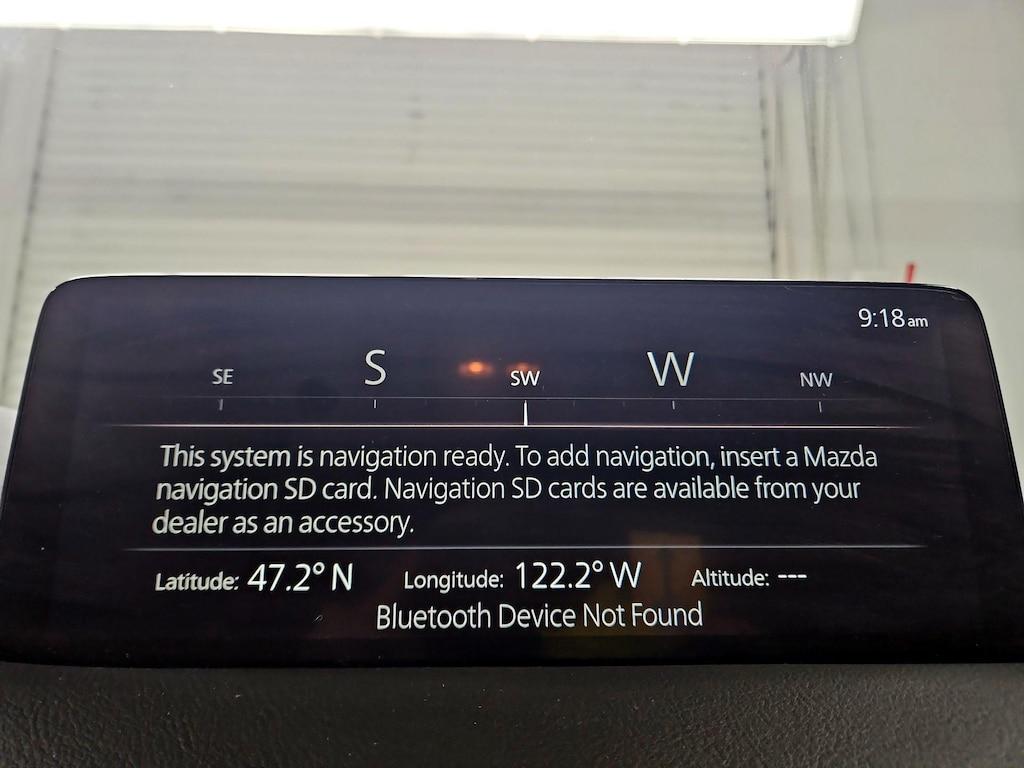 9:18am
SE S SW W NW
This system is navigation ready. To add navigation, insert a Mazda
navigation SD card. Navigation SD cards are available from your
dealer as an accessory.
Latitude: 47.2° N Longitude: 122.2° W Altitude: ---
Bluetooth Device Not Found